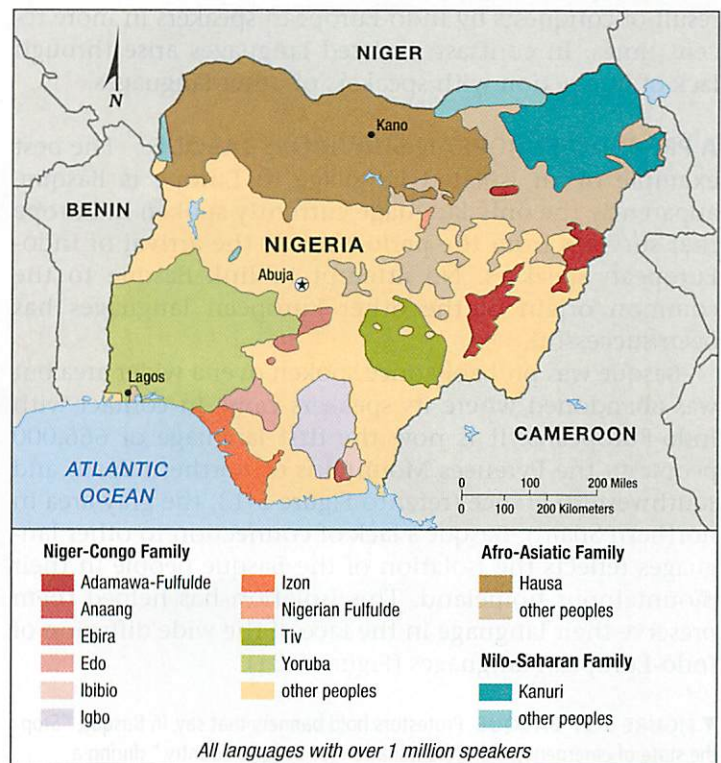 NIGER
N
Kano
BENIN
NIGERIA
Abuja
Lagos
CAMEROON
ATLANTIC
OCEAN
0 100 200 Miles
0 100 200 Kilometers
Niger-Congo Family
Adamawa-Fulfulde
Anaang
Ebira
Edo
Ibibio
Igbo
Izon
Nigerian Fulfulde
Tiv
Yoruba
other peoples
Afro-Asiatic Family
Hausa
other peoples
Nilo-Saharan Family
Kanuri
other peoples
All languages with over 1 million speakers